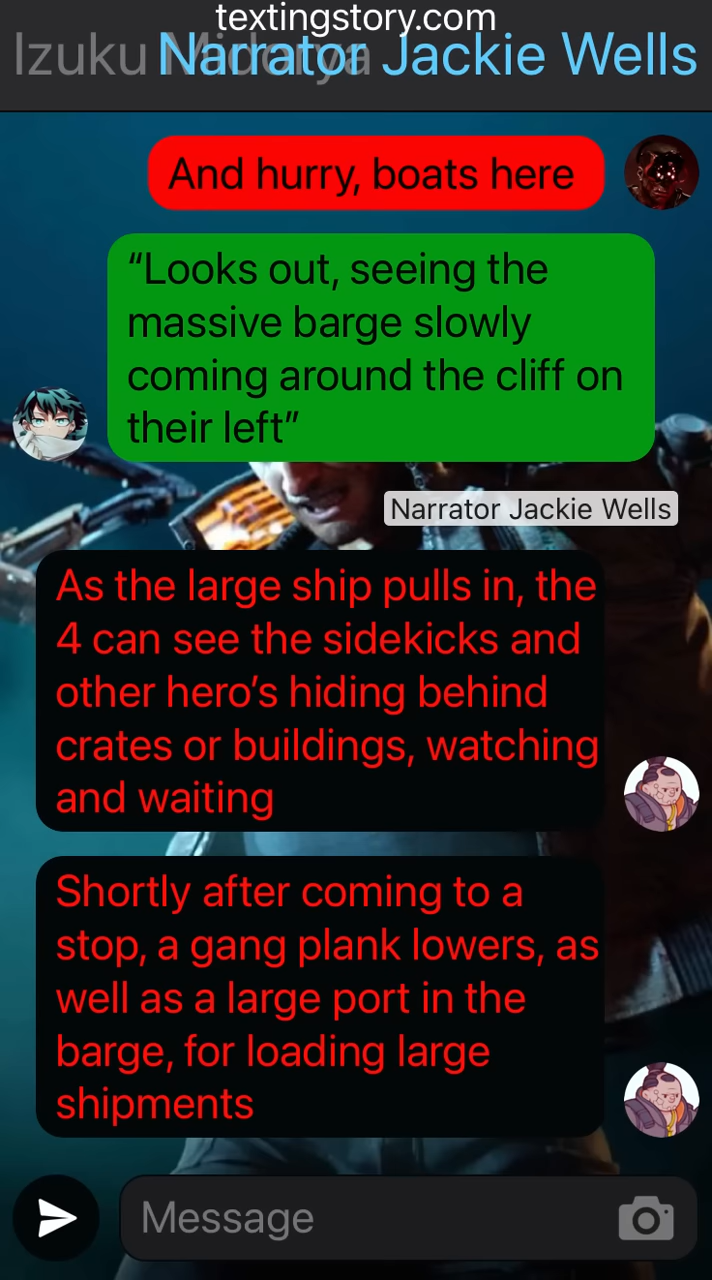 textingstory.com
Izuku Midoriya
Narrator Jackie Wells
And hurry, boats here
“Looks out, seeing the
massive barge slowly
coming around the cliff on
their left”
Narrator Jackie Wells
As the large ship pulls in, the
4 can see the sidekicks and
other hero’s hiding behind
crates or buildings, watching
and waiting
Shortly after coming to a
stop, a gang plank lowers, as
well as a large port in the
barge, for loading large
shipments
Message